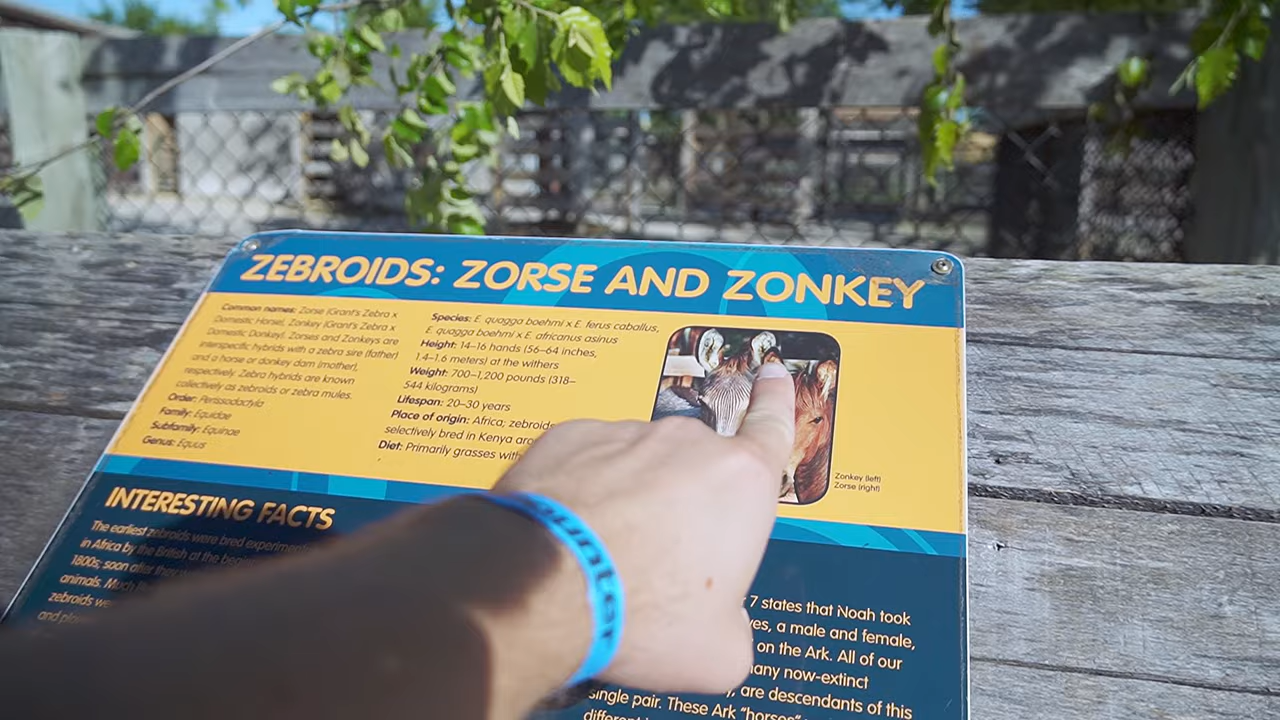 ZEBROIDS: ZORSE AND ZONKEY
Common names: Zorse (Grant's Zebra x
Domestic Horse), Zonkey (Grant's Zebra x
Domestic Donkey). Zorses and Zonkeys are
interspecific hybrids with a zebra sire (father)
and a horse or donkey dam (mother),
respectively. Zebra hybrids are known
collectively as zebroids or zebra mules.
Order: Perissodactyla
Family: Equidae
Subfamily: Equinae
Genus: Equus
Species: E. quagga boehmi x E. ferus caballus,
E. quagga boehmi x E. africanus asinus
Height: 14–16 hands (56–64 inches,
1.4–1.6 meters) at the withers
Weight: 700–1,200 pounds (318–
544 kilograms)
Lifespan: 20–30 years
Place of origin: Africa, zebroids
selectively bred in Kenya
Diet: Primarily grasses with
Zonkey (left)
Zorse (right)
INTERESTING FACTS
The earliest zebroids were bred
in Africa by the British at the
1800s, soon after
animals. Much
zebroids
and
7 states that Noah took
a male and female,
on the Ark. All of our
now-extinct
are descendants of this
single pair. These Ark "horses"